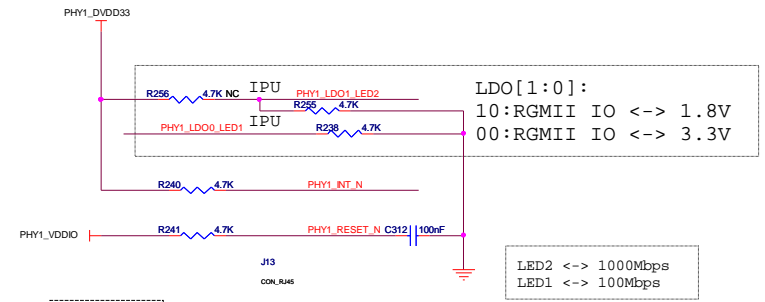 PHY1_DVDD33
R256 4.7K NC IPU PHY1_LDO1_LED2
R255 4.7K
PHY1_LDO0_LED1 IPU R238 4.7K
LDO[1:0]:
10:RGMII IO <-> 1.8V
00:RGMII IO <-> 3.3V
R240 4.7K PHY1_INT_N
PHY1_VDDIO R241 4.7K PHY1_RESET_N C312 100nF
J13
CON_RJ45
LED2 <-> 1000Mbps
LED1 <-> 100Mbps